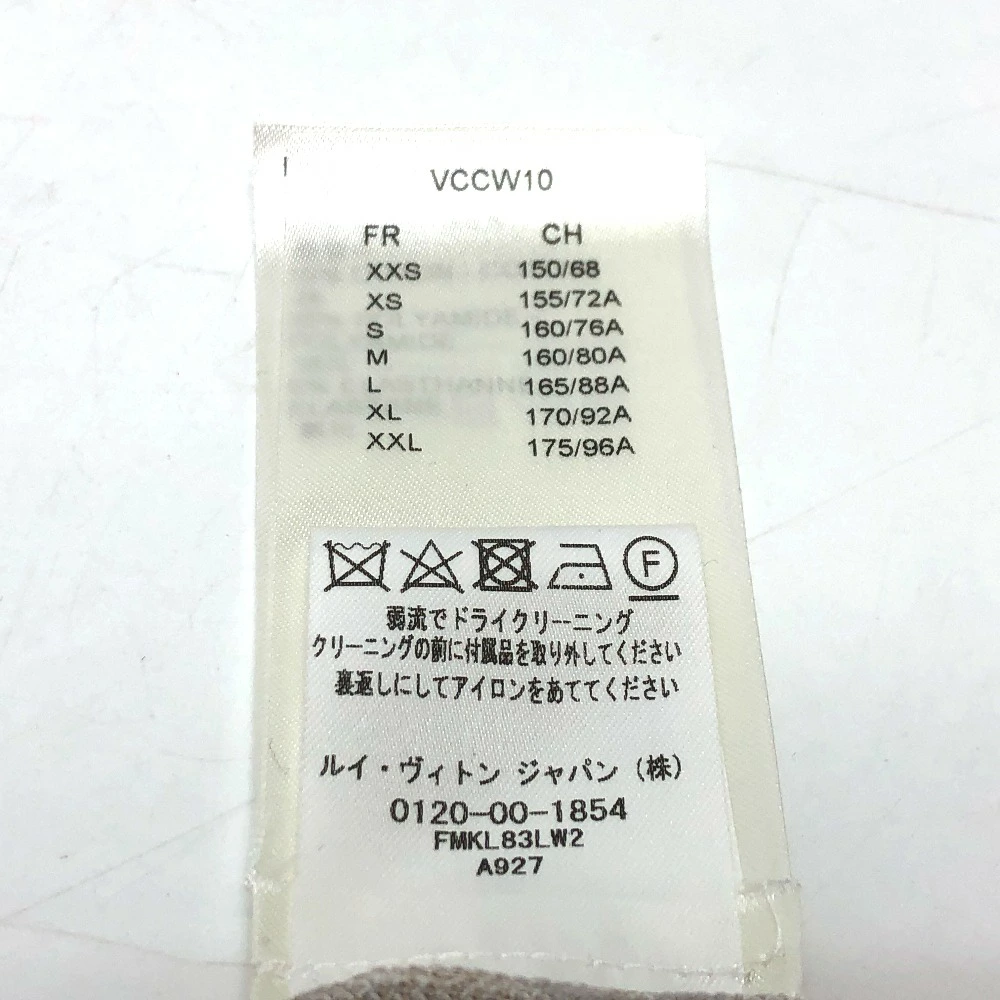 VCCW10
FR CH
XXS 150/68
XS 155/72A
S 160/76A
M 160/80A
L 165/88A
XL 170/92A
XXL 175/96A
F
弱流でドライクリーニング
クリーニングの前に付属品を取り外してください
裏返しにしてアイロンをあててください
ルイ・ヴィトン ジャパン (株)
0120-00-1854
FMKL83LW2
A927